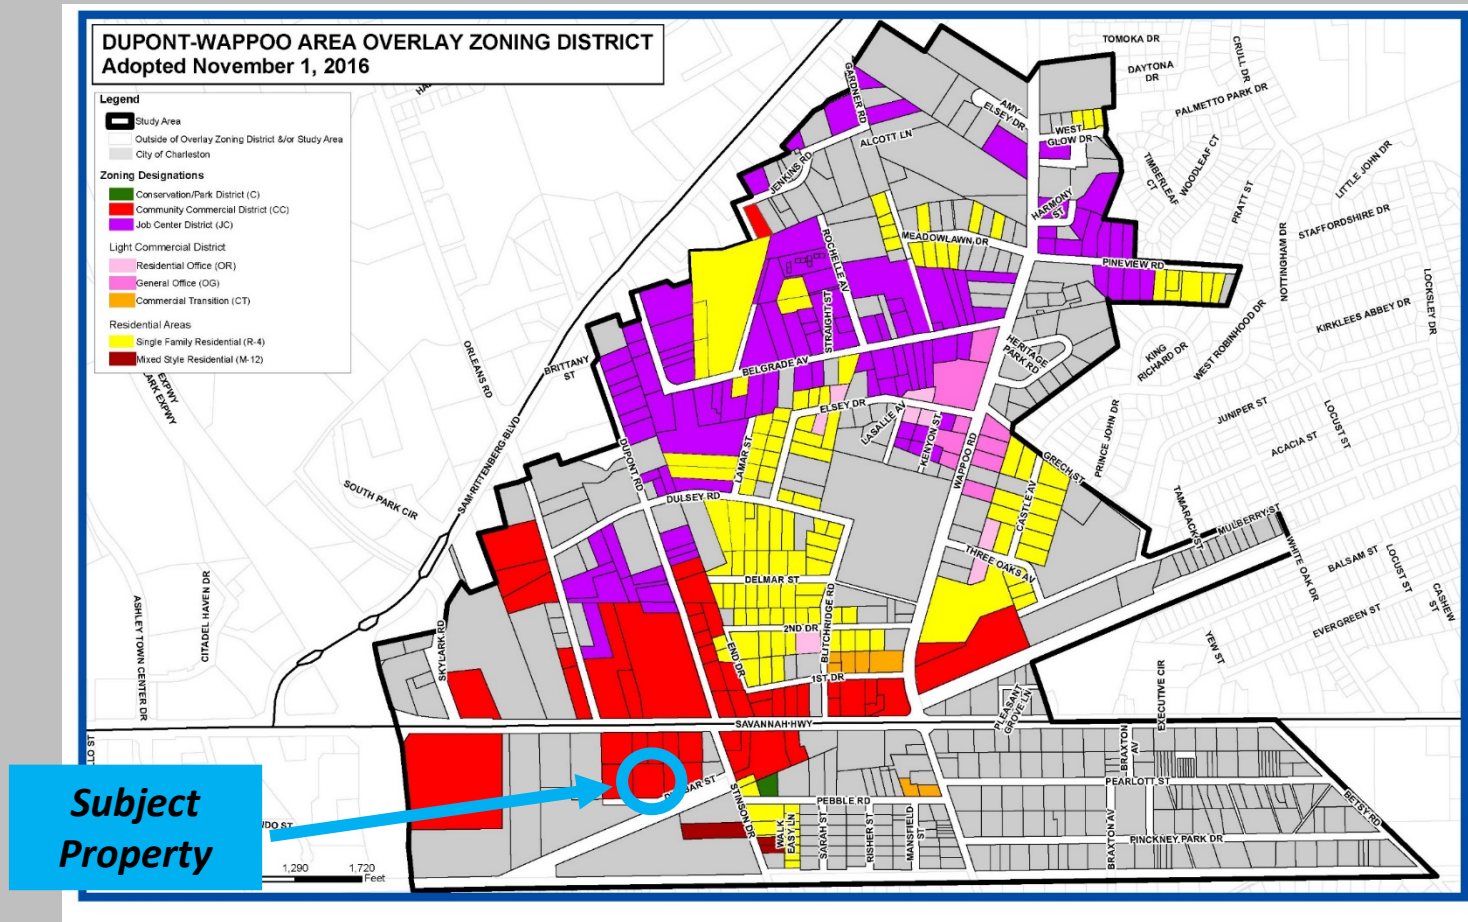 DUPONT-WAPPOO AREA OVERLAY ZONING DISTRICT
Adopted November 1, 2016
Legend
Study Area
Outside of Overlay Zoning District &/or Study Area
City of Charleston
Zoning Designations
Conservation/Park District (C)
Community Commercial District (CC)
Job Center District (JC)
Light Commercial District
Residential Office (OR)
General Office (OG)
Commercial Transition (CT)
Residential Areas
Single Family Residential (R-4)
Mixed Style Residential (M-12)
TOMOKA DR
DAYTONA
DR
CRULL DR
PALMETTO PARK DR
GARDNER RD
AMY
ELSEY DR
WEST
GLOW DR
ALCOTT LN
JENKINS RD
TIMBERLEAF
CT
WOODLEAF CT
PRATT ST
LITTLE JOHN DR
STAFFORDSHIRE DR
HARMONY
ST
MEADOWLAWN DR
ROCHELLE AV
PINEVIEW RD
NOTTINGHAM DR
LOCKSLEY DR
KIRKLEES ABBEY DR
STRAIGHT ST
HERITAGE
PARK RD
KING
RICHARD DR
WEST ROBINHOOD DR
BELGRADE AV
BRITTANY
ST
ORLEANS RD
EXPWY
ARK EXPWY
ELSEY DR
LASALLE AV
KENYON ST
WAPPOO RD
PRINCE JOHN DR
JUNIPER ST
LOCUST ST
ACACIA ST
GRECH ST
CASTLE AV
LAMAR ST
DUPONT RD
SAM RITTENBERG BLVD
SOUTH PARK CIR
DULSEY RD
TAMARACK ST
MULBERRY ST
WHITE OAK DR
BALSAM ST
LOCUST ST
CASHEW
ST
EVERGREEN ST
YEW ST
THREE OAKS AV
DELMAR ST
BLITCHRIDGE RD
2ND DR
END DR
1ST DR
ASHLEY TOWN CENTER DR
CITADEL HAVEN DR
SKYLARK RD
SAVANNAH HWY
PLEASANT
GROVE LN
EXECUTIVE CIR
BRAXTON
AV
PEARLOTT ST
BETSY RD
STINSON DR
PEBBLE RD
WALK
EASY LN
SARAH ST
RISHER ST
MANSFIELD
ST
BRAXTON AV
PINCKNEY PARK DR
Subject
Property
1,290
1,720
Feet